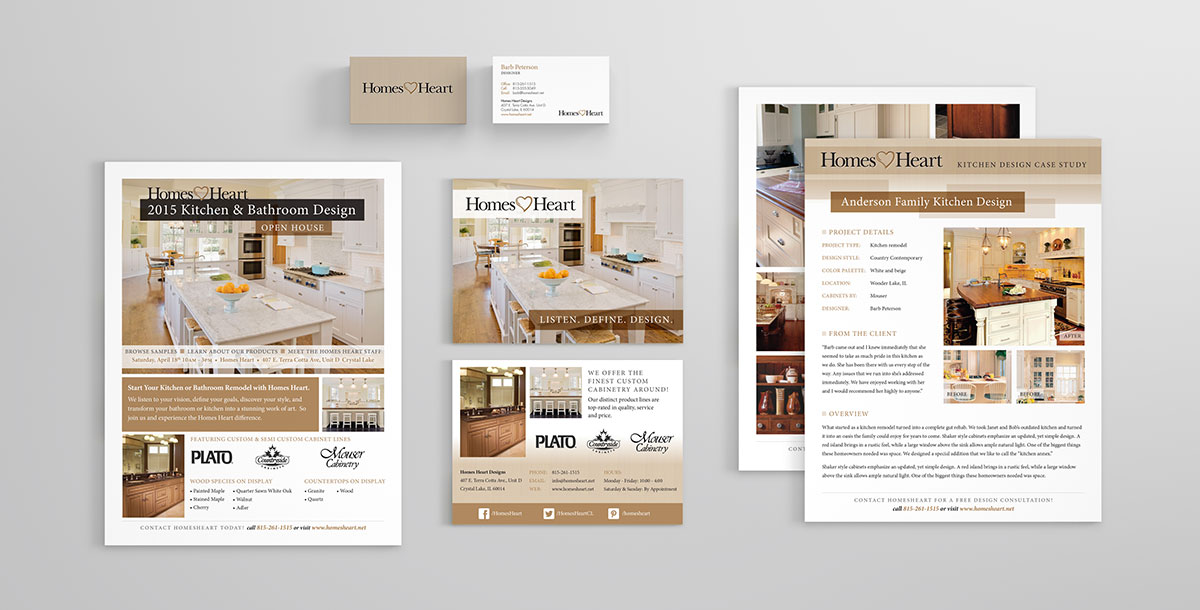 Homes Heart
Barb Peterson
DESIGNER
Office 815-261-1515
Homes Heart Designs
407 E. Terra Cotta Ave, Unit D
Crystal Lake, IL 60014
www.homesheart.net
Homes Heart
Homes Heart
2015 Kitchen & Bathroom Design
OPEN HOUSE
BROWSE SAMPLES ■ LEARN ABOUT OUR PRODUCTS ■ MEET THE HOMES HEART STAFF
Saturday, April 18th 10AM - 3PM • Homes Heart • 407 E. Terra Cotta Ave, Unit D Crystal Lake
Start Your Kitchen or Bathroom Remodel with Homes Heart.
We listen to your vision, define your goals, discover your style, and
transform your bathroom or kitchen into a stunning work of art. So
join us and experience the Homes Heart difference.
FEATURING CUSTOM & SEMI CUSTOM CABINET LINES
PLATO
Countryside
CABINETS
Mouser
Cabinetry
WOOD SPECIES ON DISPLAY
• Painted Maple
• Stained Maple
• Cherry
• Quarter Sawn White Oak
• Walnut
• Adler
COUNTERTOPS ON DISPLAY
• Granite
• Quartz
• Wood
CONTACT HOMESHEART TODAY! call 815-261-1515 or visit www.homesheart.net
Homes Heart
LISTEN. DEFINE. DESIGN.
WE OFFER THE
FINEST CUSTOM
CABINETRY AROUND!
Our distinct product lines are
top-rated in quality, service
and price.
PLATO
Countryside
CABINETS
Mouser
Cabinetry
Homes Heart Designs
407 E. Terra Cotta Ave, Unit D
Crystal Lake, IL 60014
PHONE: 815-261-1515
EMAIL: info@homesheart.net
WEB: www.homesheart.net
HOURS:
Monday - Friday: 10:00 - 4:00
Saturday & Sunday: By Appointment
/HomesHeart
/HomesHeartCL
/homesheart
CONT
Homes Heart
KITCHEN DESIGN CASE STUDY
Anderson Family Kitchen Design
PROJECT DETAILS
PROJECT TYPE: Kitchen remodel
DESIGN STYLE: Country Contemporary
COLOR PALETTE: White and beige
LOCATION: Wonder Lake, IL
CABINETS BY: Mouser
DESIGNER: Barb Peterson
AFTER
BEFORE
BEFORE
FROM THE CLIENT
"Barb came out and I knew immediately that she
seemed to take as much pride in this kitchen as
we do. She has been there with us every step of the
way. Any issues that we run into she's addressed
immediately. We have enjoyed working with her
and I would recommend her highly to anyone."
OVERVIEW
What started as a kitchen remodel turned into a complete gut rehab. We took Janet and Bob's outdated kitchen and turned
it into an oasis the family could enjoy for years to come. Shaker style cabinets emphasize an updated, yet simple design. A
red island brings in a rustic feel, while a large window above the sink allows ample natural light. One of the biggest things
these homeowners needed was space. We designed a special addition that we like to call the "kitchen annex."
Shaker style cabinets emphasize an updated, yet simple design. A red island brings in a rustic feel, while a large window
above the sink allows ample natural light. One of the biggest things these homeowners needed was space.
CONTACT HOMESHEART FOR A FREE DESIGN CONSULTATION!
call 815-261-1515 or visit www.homesheart.net